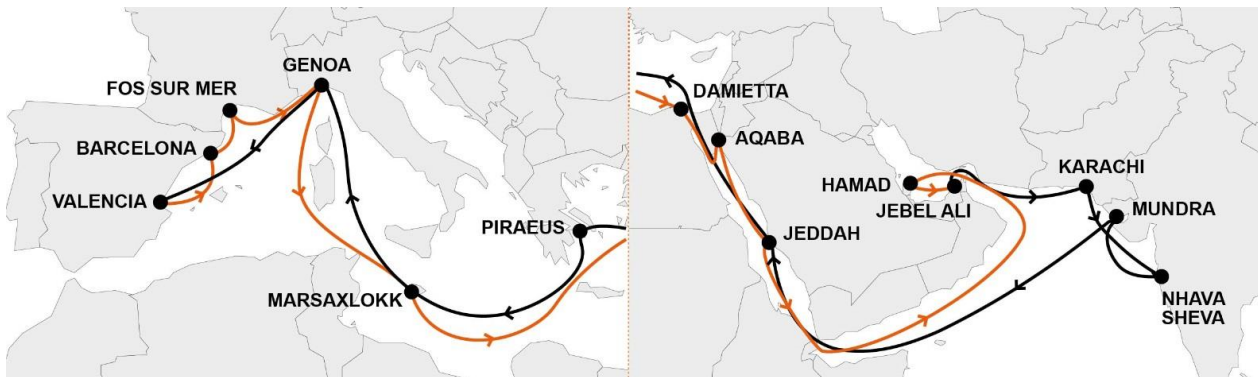 GENOA
FOS SUR MER
BARCELONA
VALENCIA
PIRAEUS
MARSAXLOKK
DAMIETTA
AQABA
HAMAD
KARACHI
JEBEL ALI
MUNDRA
JEDDAH
NHAVA
SHEVA